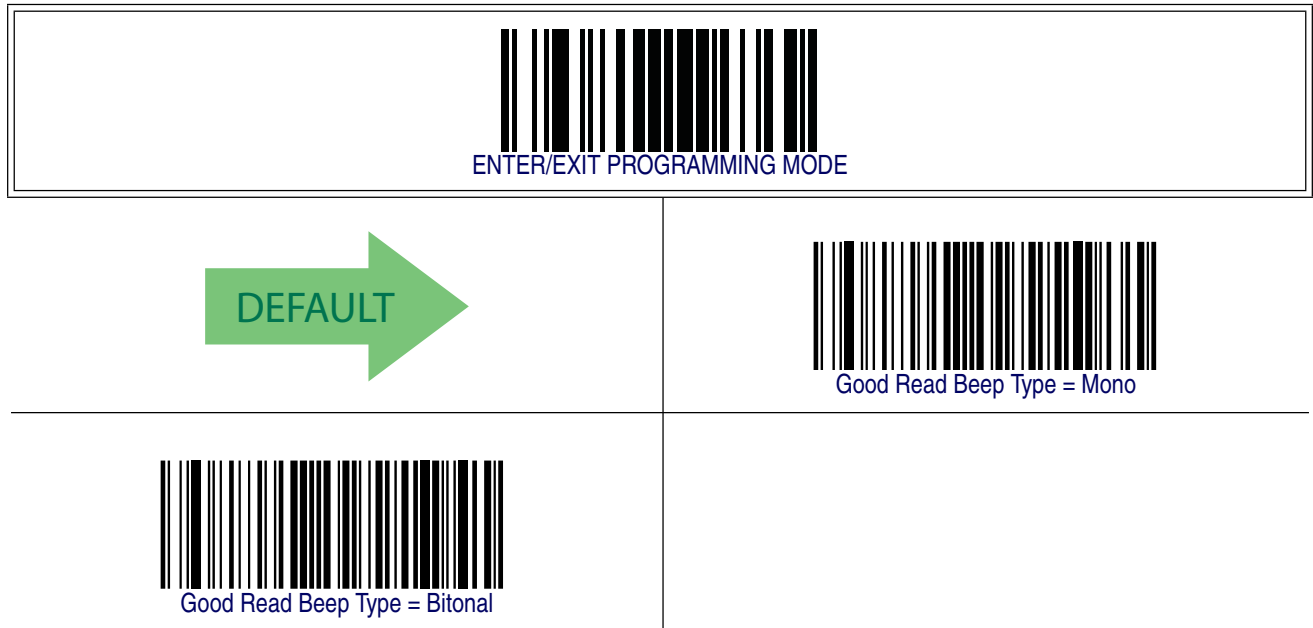 ENTER/EXIT PROGRAMMING MODE
DEFAULT
Good Read Beep Type = Mono
Good Read Beep Type = Bitonal